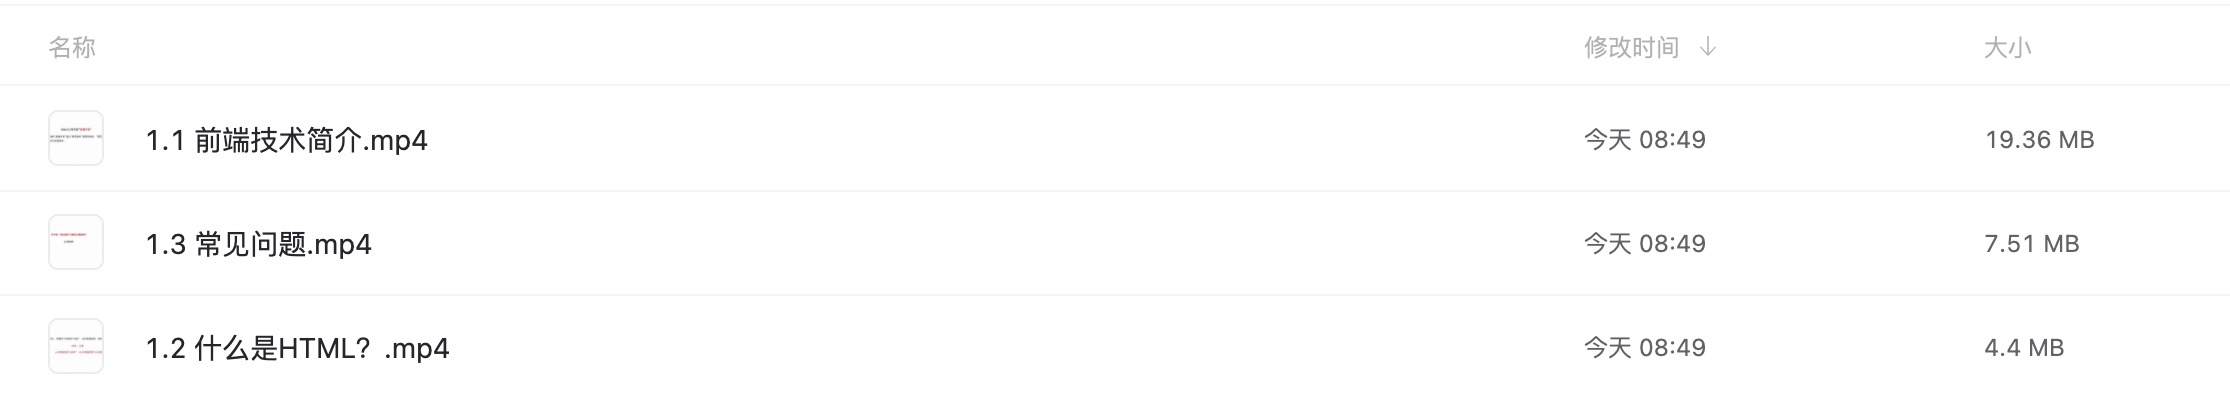 名称 修改时间 ↓ 大小
1.1 前端技术简介.mp4 今天 08:49 19.36 MB
1.3 常见问题.mp4 今天 08:49 7.51 MB
1.2 什么是HTML？.mp4 今天 08:49 4.4 MB